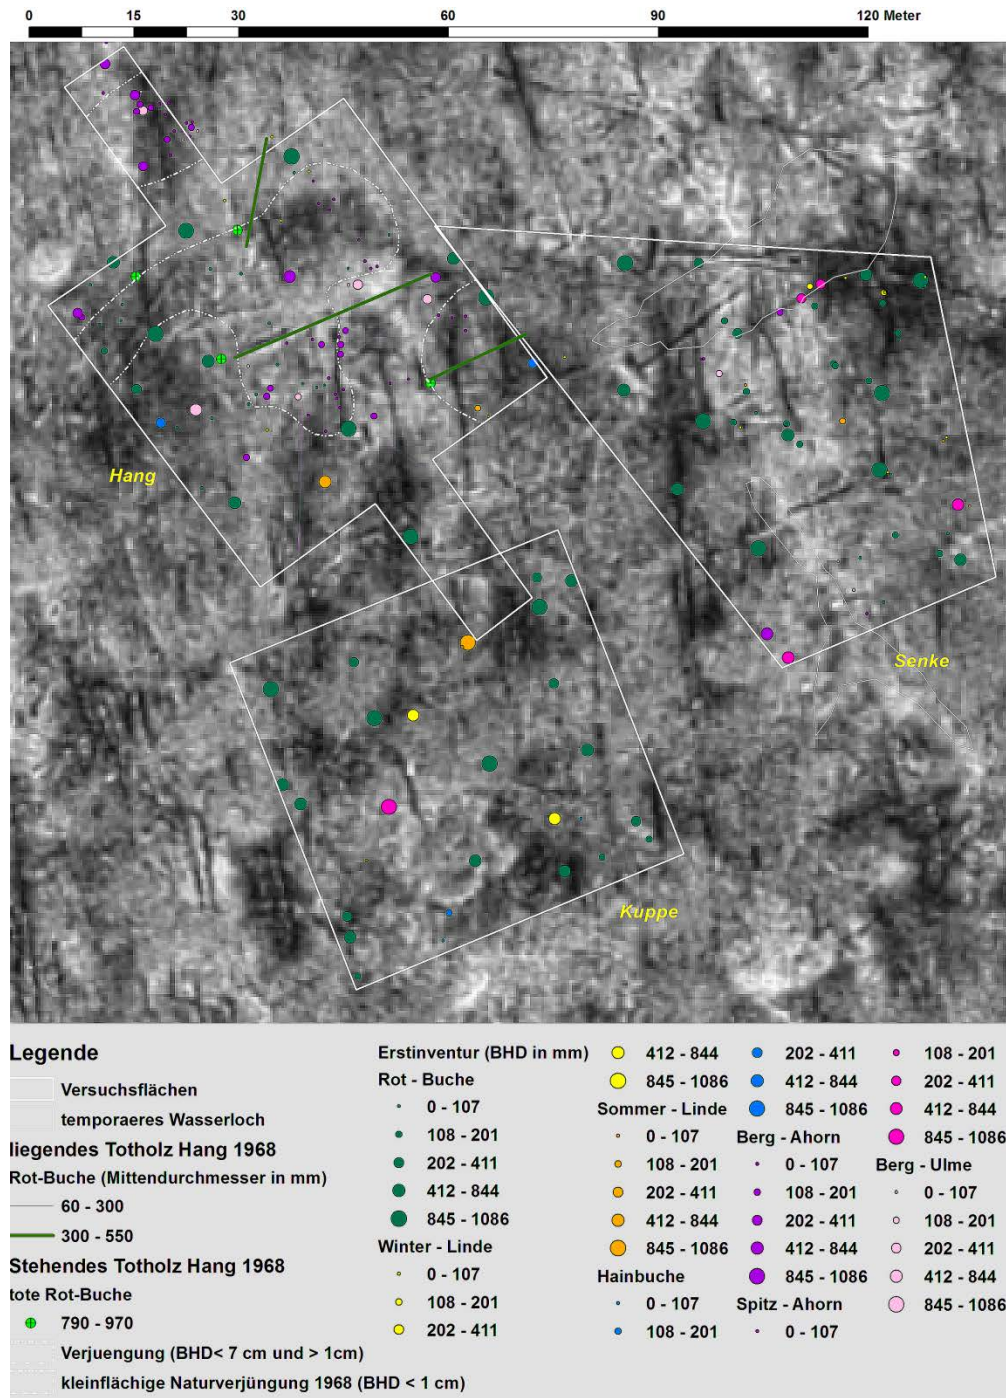 0 15 30 60 90 120 Meter
Hang
Senke
Kuppe
Legende
Versuchsflächen
temporaeres Wasserloch
liegendes Totholz Hang 1968
Rot-Buche (Mittendurchmesser in mm)
60 - 300
300 - 550
Stehendes Totholz Hang 1968
tote Rot-Buche
790 - 970
Verjuengung (BHD< 7 cm und > 1cm)
kleinflächige Naturverjüngung 1968 (BHD < 1 cm)
Erstinventur (BHD in mm)
Rot - Buche
0 - 107
108 - 201
202 - 411
412 - 844
845 - 1086
Winter - Linde
0 - 107
108 - 201
202 - 411
412 - 844
845 - 1086
Sommer - Linde
0 - 107
108 - 201
202 - 411
412 - 844
845 - 1086
Hainbuche
0 - 107
108 - 201
202 - 411
412 - 844
845 - 1086
Berg - Ahorn
0 - 107
108 - 201
202 - 411
412 - 844
845 - 1086
Spitz - Ahorn
0 - 107
108 - 201
202 - 411
412 - 844
845 - 1086
Berg - Ulme
0 - 107
108 - 201
202 - 411
412 - 844
845 - 1086